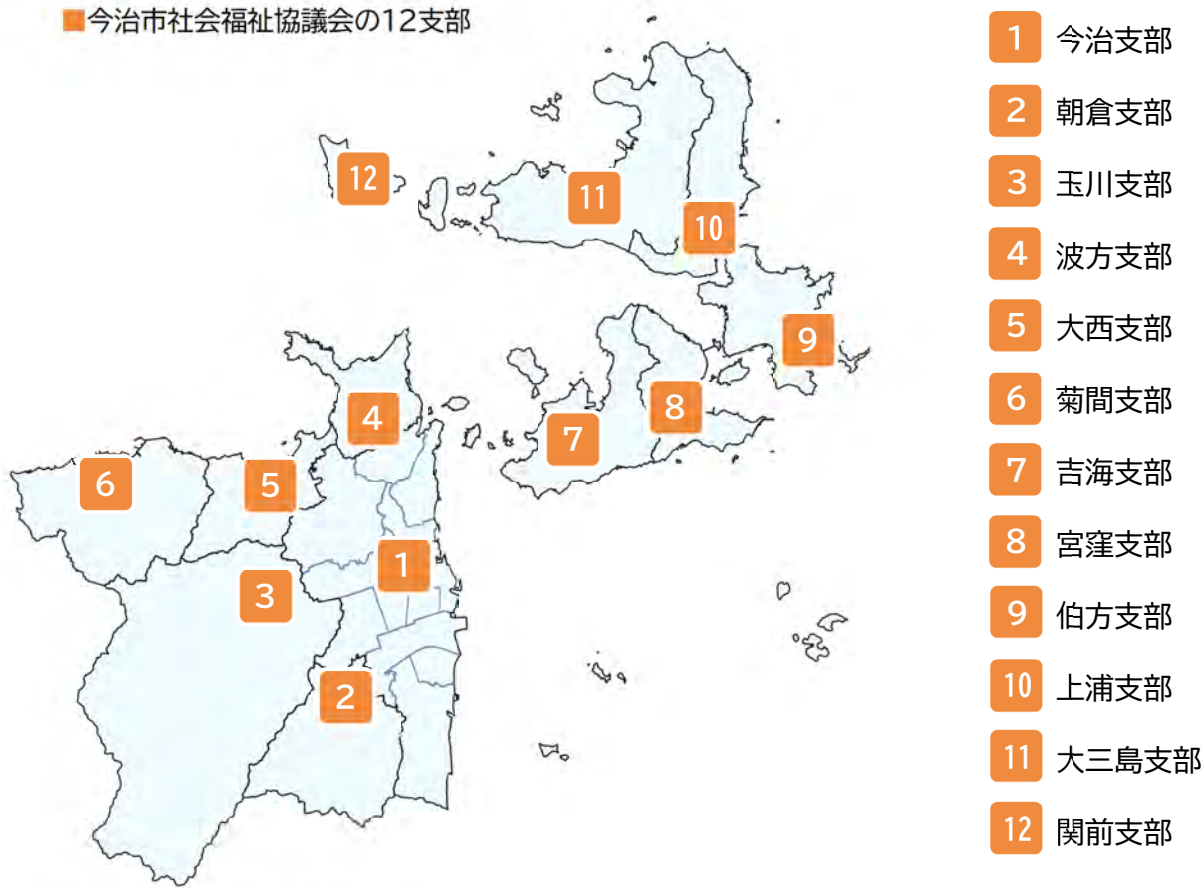 ■今治市社会福祉協議会の12支部
1 今治支部
2 朝倉支部
3 玉川支部
4 波方支部
5 大西支部
6 菊間支部
7 吉海支部
8 宮窪支部
9 伯方支部
10 上浦支部
11 大三島支部
12 関前支部
12
11
10
9
4
8
7
6
5
1
3
2